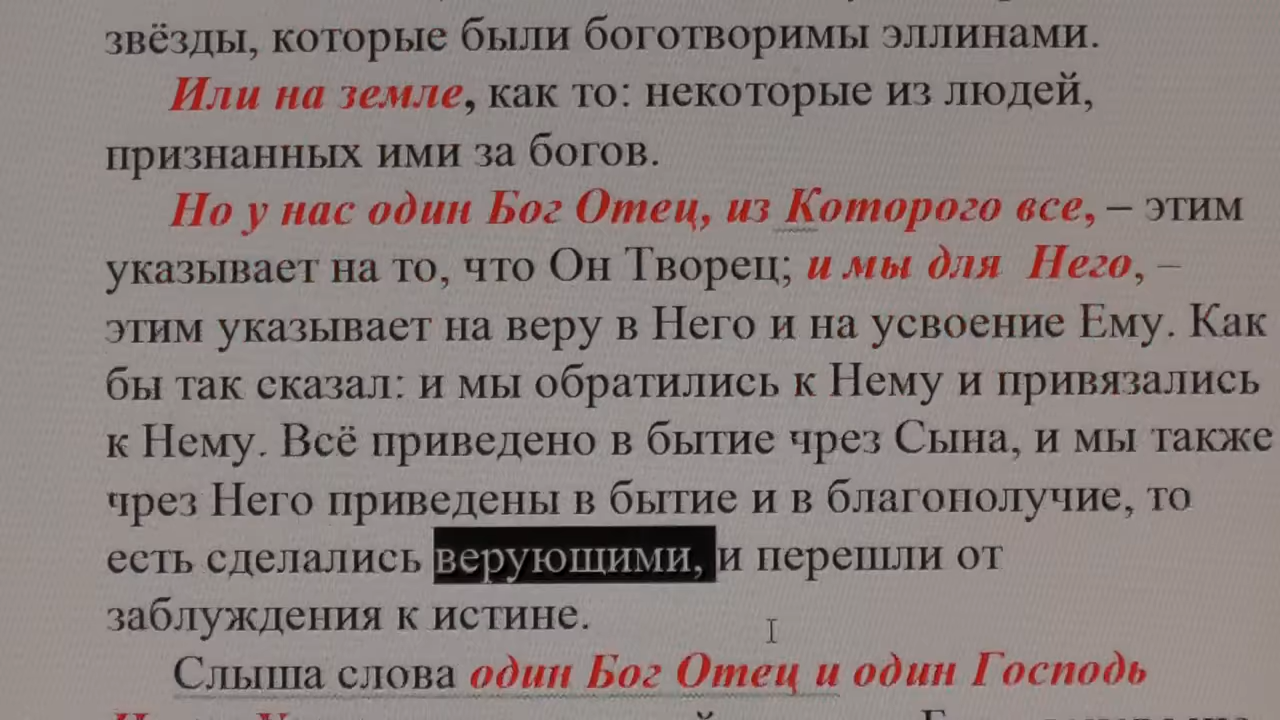 звёзды, которые были боготворимы эллинами.
Или на земле, как то: некоторые из людей,
признанных ими за богов.
Но у нас один Бог Отец, из Которого все, – этим
указывает на то, что Он Творец; и мы для Него, –
этим указывает на веру в Него и на усвоение Ему. Как
бы так сказал: и мы обратились к Нему и привязались
к Нему. Всё приведено в бытие чрез Сына, и мы также
чрез Него приведены в бытие и в благонолучие, то
есть сделались верующими, и перешли от
заблуждения к истине.
Слыша слова один Бог Отец и один Господь